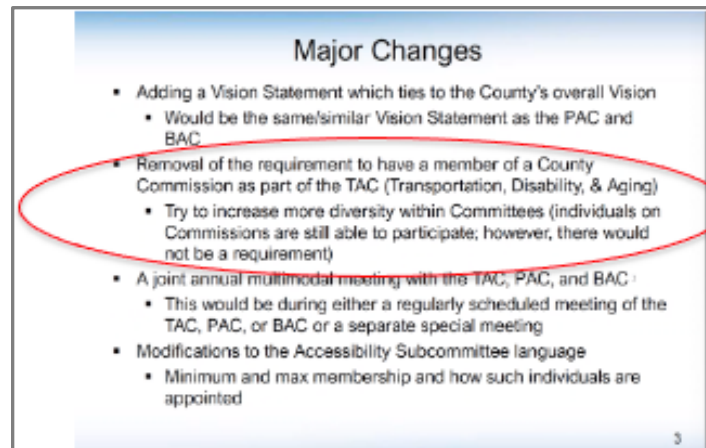 Major Changes
▪ Adding a Vision Statement which ties to the County's overall Vision
▪ Would be the same/similar Vision Statement as the PAC and
BAC
▪ Removal of the requirement to have a member of a County
Commission as part of the TAC (Transportation, Disability, & Aging)
▪ Try to increase more diversity within Committees (individuals on
Commissions are still able to participate; however, there would
not be a requirement)
▪ A joint annual multimodal meeting with the TAC, PAC, and BAC
▪ This would be during either a regularly scheduled meeting of the
TAC, PAC, or BAC or a separate special meeting
▪ Modifications to the Accessibility Subcommittee language
▪ Minimum and max membership and how such individuals are
appointed
3